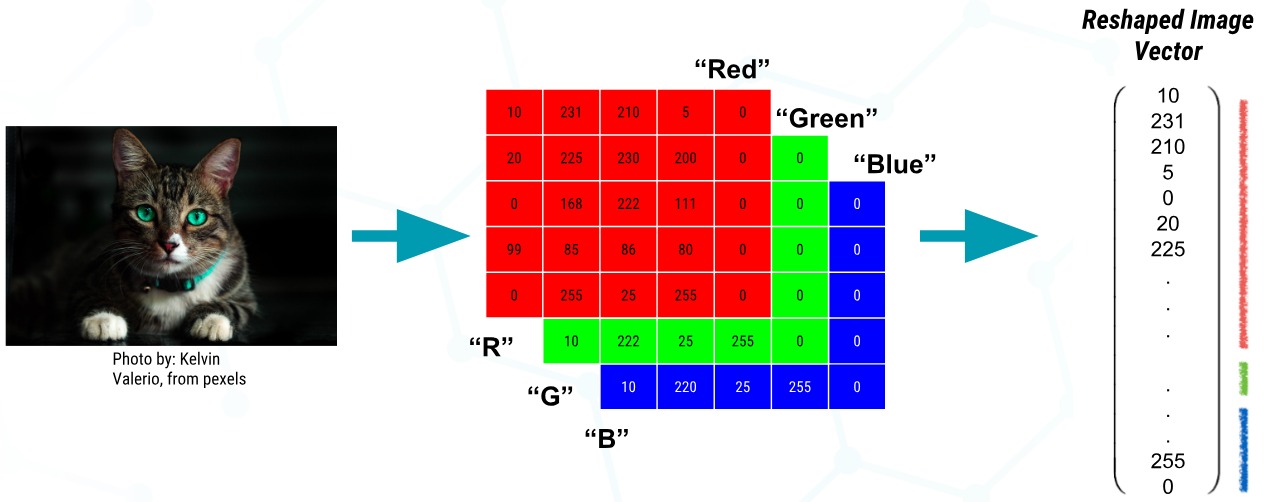 Photo by: Kelvin
Valerio, from pexels
“Red”
“Green”
“Blue”
10 231 210 5 0
20 225 230 200 0 0
0 168 222 111 0 0 0
99 85 86 80 0 0 0
0 255 25 255 0 0 0
10 222 25 255 0 0
10 220 25 255 0
“R”
“G”
“B”
Reshaped Image
Vector
10
231
210
5
0
20
225
.
.
.
.
.
.
255
0